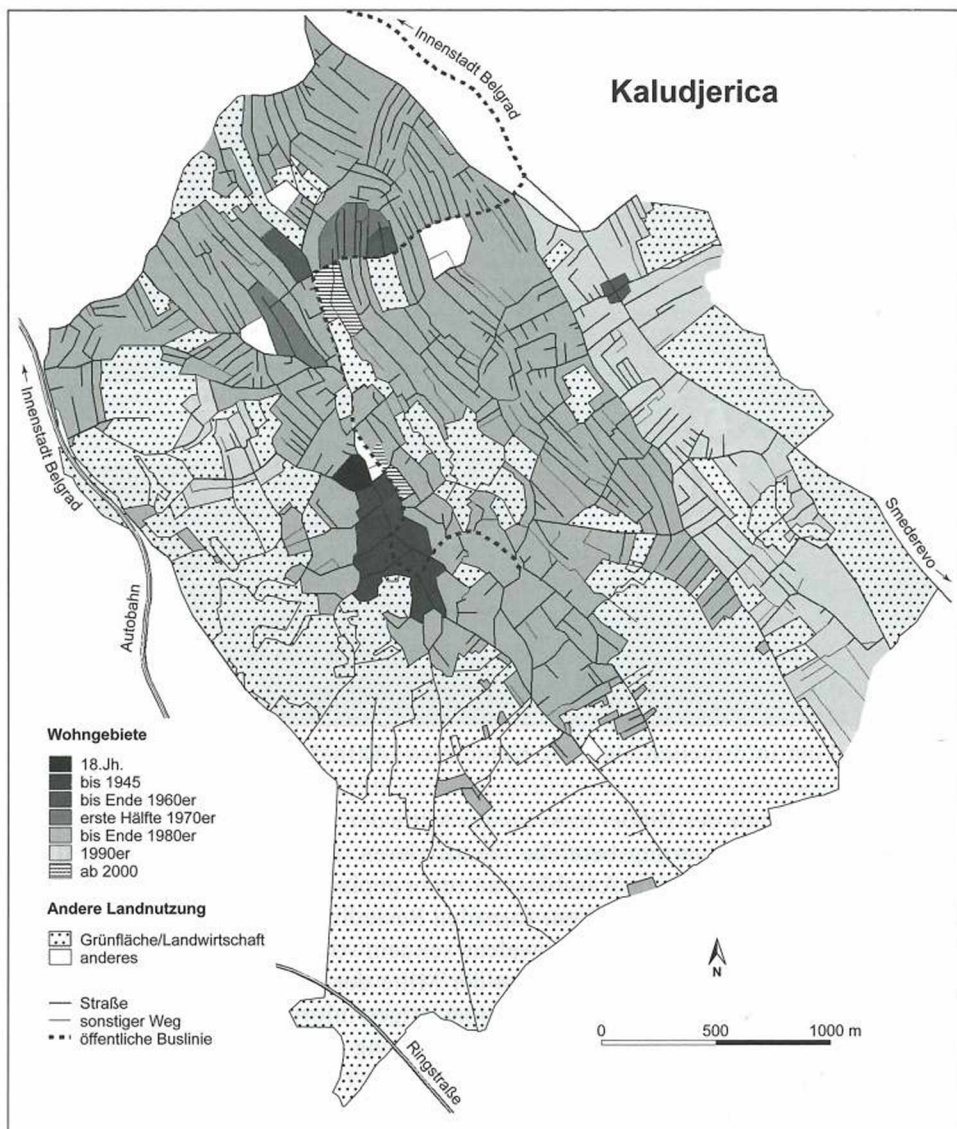 Kaludjerica
Innenstadt Belgrad
Innenstadt Belgrad
Autobahn
Smederevo
Wohngebiete
18.Jh.
bis 1945
bis Ende 1960er
erste Hälfte 1970er
bis Ende 1980er
1990er
ab 2000
Andere Landnutzung
Grünfläche/Landwirtschaft
anderes
Straße
sonstiger Weg
öffentliche Buslinie
Ringstraße
N
0 500 1000 m